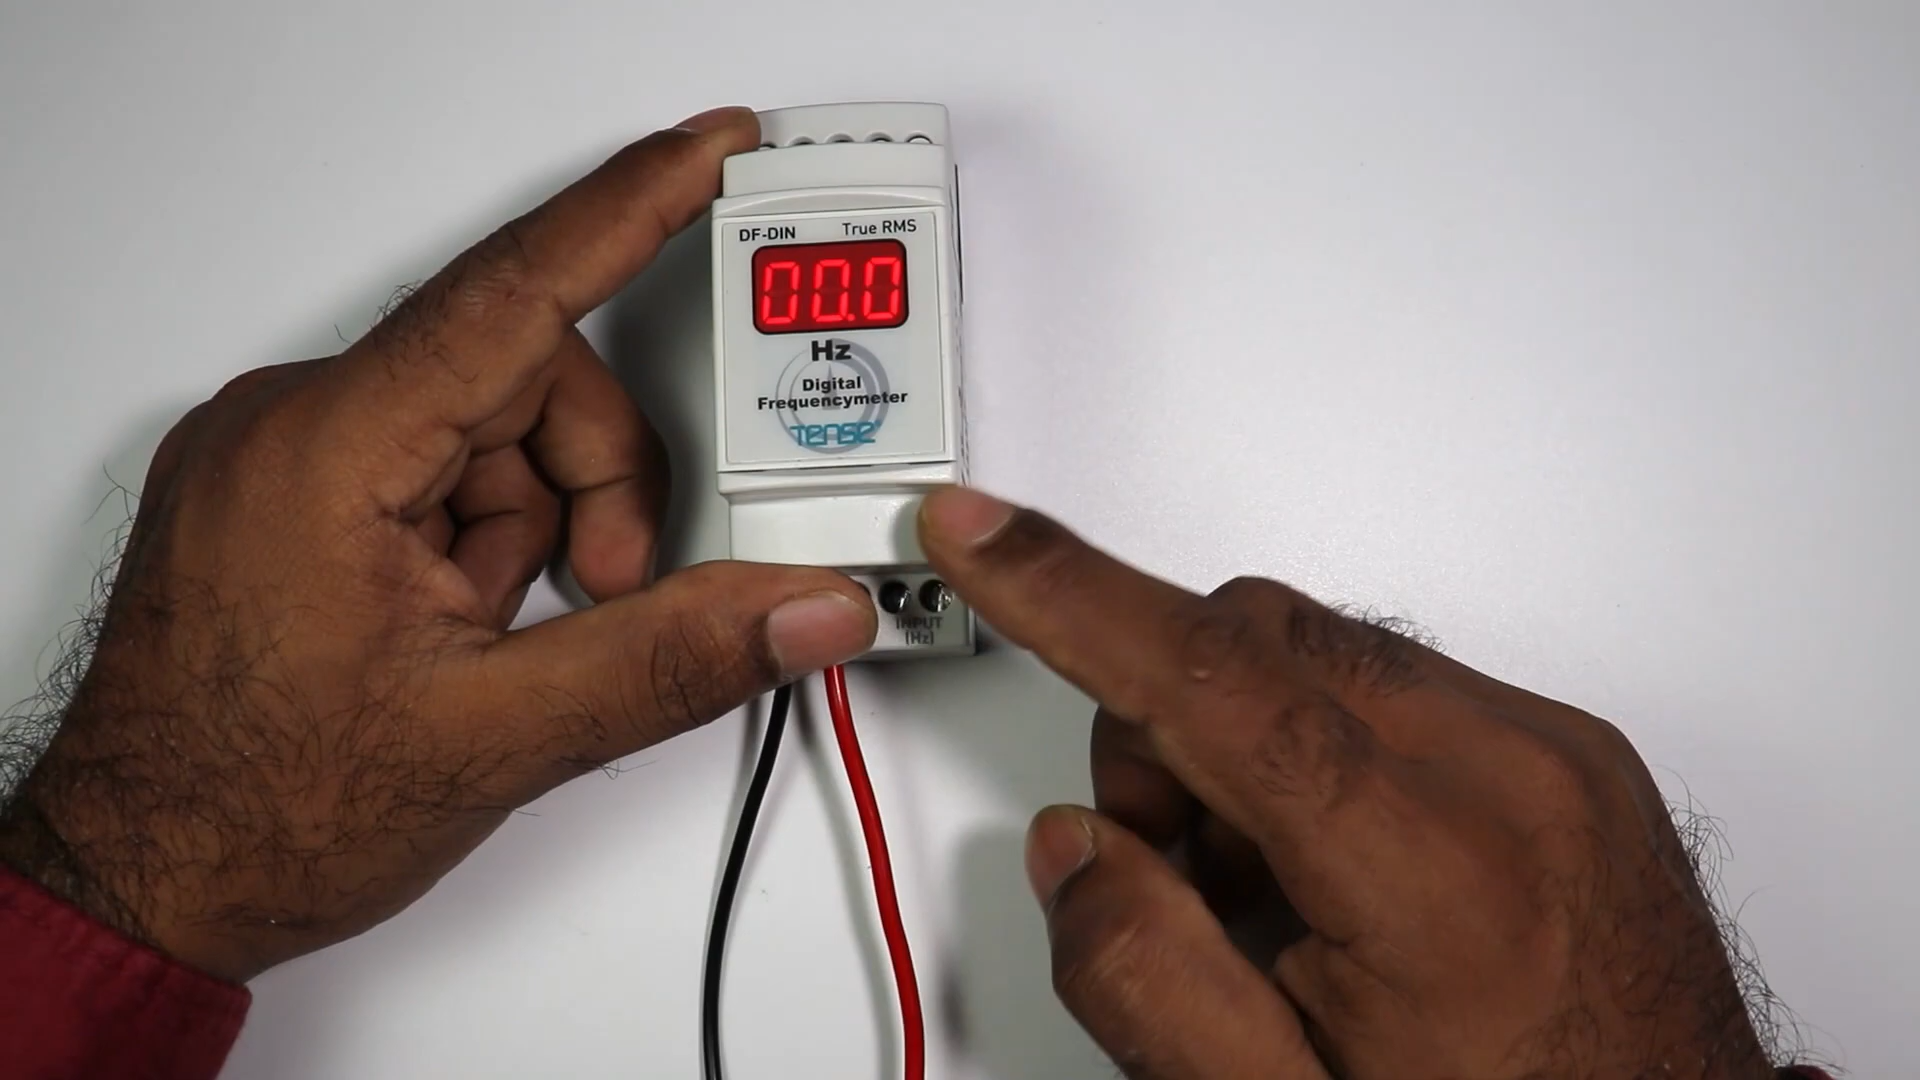 DF-DIN True RMS
00.0
Hz
Digital
Frequencymeter
TENSE
INPUT
(Hz)